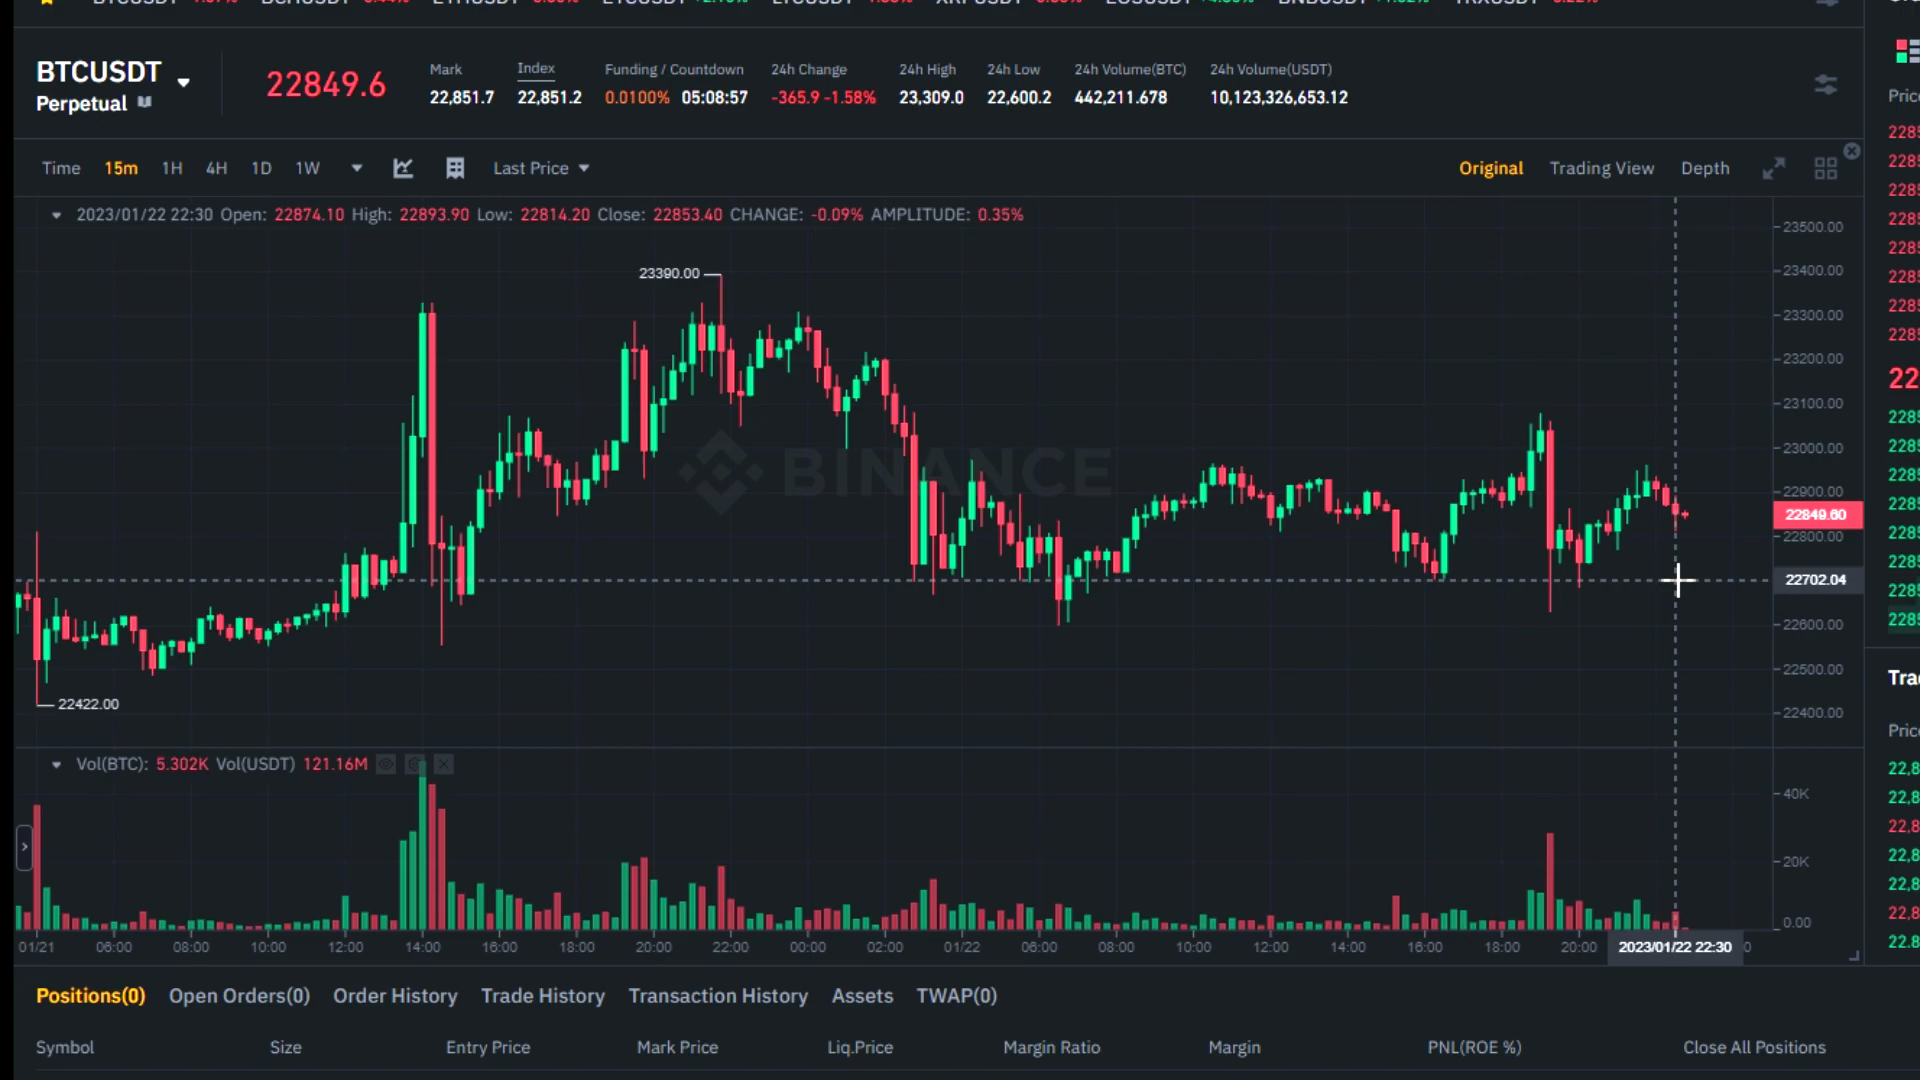 BTCUSDT
Perpetual
22849.6
Mark
22,851.7
Index
22,851.2
Funding / Countdown
0.0100% 05:08:57
24h Change
-365.9 -1.58%
24h High
23,309.0
24h Low
22,600.2
24h Volume(BTC)
442,211.678
24h Volume(USDT)
10,123,326,653.12
Time 15m 1H 4H 1D 1W Last Price Original Trading View Depth
2023/01/22 22:30 Open: 22874.10 High: 22893.90 Low: 22814.20 Close: 22853.40 CHANGE: -0.09% AMPLITUDE: 0.35%
23390.00
22422.00
BINANCE
23500.00
23400.00
23300.00
23200.00
23100.00
23000.00
22900.00
22849.60
22800.00
22702.04
22600.00
22500.00
22400.00
Vol(BTC): 5.302K Vol(USDT) 121.16M
40K
20K
0.00
01/21 06:00 08:00 10:00 12:00 14:00 16:00 18:00 20:00 22:00 00:00 02:00 01/22 06:00 08:00 10:00 12:00 14:00 16:00 18:00 20:00 2023/01/22 22:30
Positions(0) Open Orders(0) Order History Trade History Transaction History Assets TWAP(0)
Symbol Size Entry Price Mark Price Liq.Price Margin Ratio Margin PNL(ROE %) Close All Positions